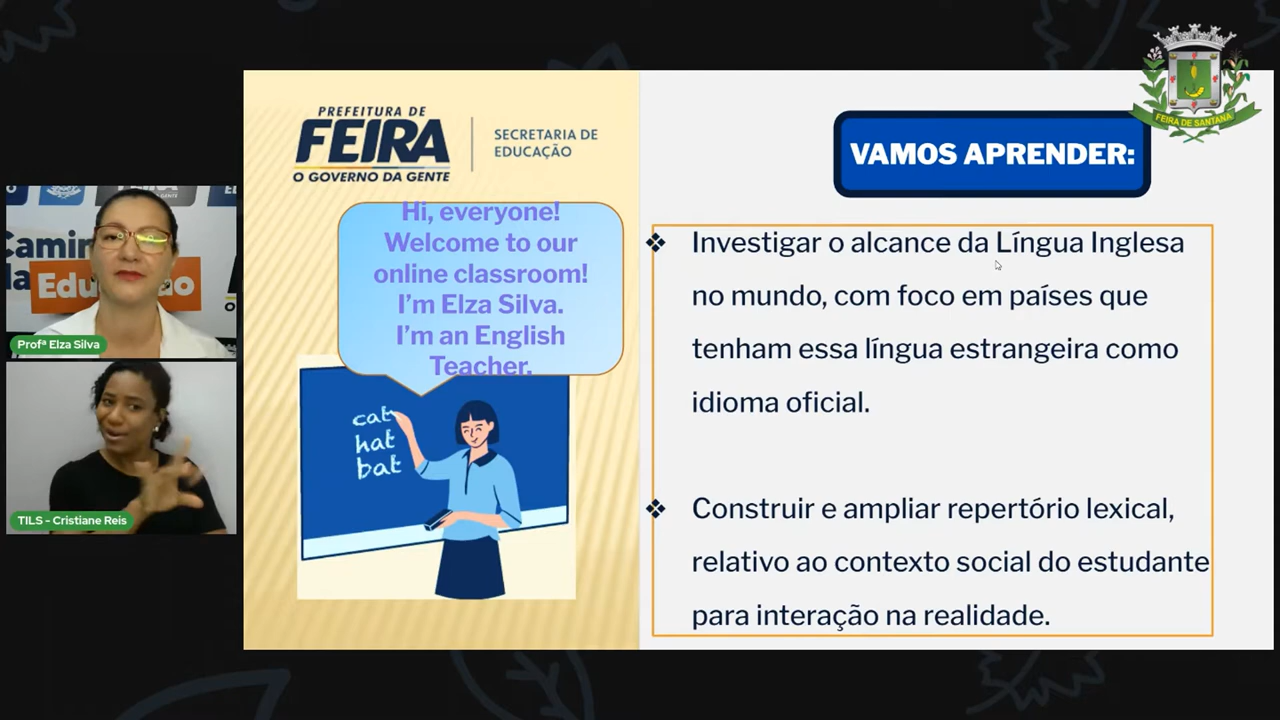 PREFEITURA DE
FEIRA
O GOVERNO DA GENTE
SECRETARIA DE
EDUCAÇÃO
VAMOS APRENDER:
FEIRA DE SANTANA
Hi, everyone!
Welcome to our
online classroom!
I’m Elza Silva.
I’m an English
Teacher.
cat
hat
bat
❖ Investigar o alcance da Língua Inglesa
no mundo, com foco em países que
tenham essa língua estrangeira como
idioma oficial.
❖ Construir e ampliar repertório lexical,
relativo ao contexto social do estudante
para interação na realidade.
Profª Elza Silva
TILS - Cristiane Reis